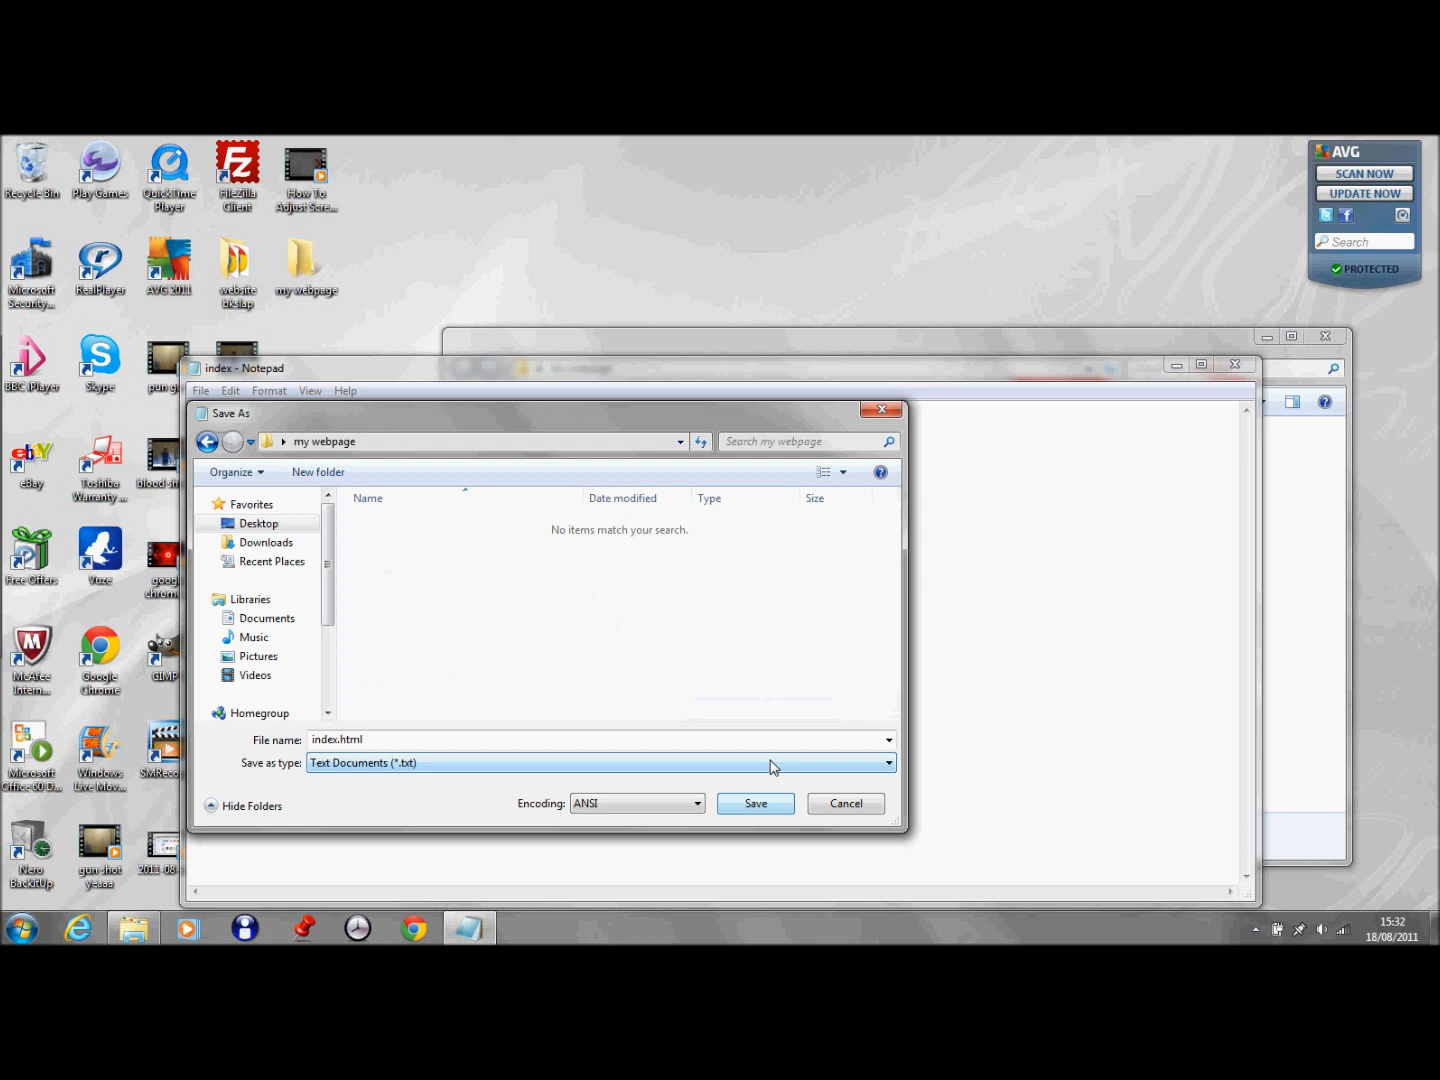 Recycle Bin
Play Games
QuickTime
Player
FileZilla
Client
How To
Adjust Scre...
AVG
SCAN NOW
UPDATE NOW
Search
PROTECTED
Microsoft
Security...
RealPlayer
AVG 2011
website
my webpage
BBC iPlayer
Skype
index - Notepad
File Edit Format View Help
Save As
my webpage
Search my webpage
Organize
New folder
Name
Date modified
Type
Size
No items match your search.
Favorites
Desktop
Downloads
Recent Places
Libraries
Documents
Music
Pictures
Videos
Homegroup
File name: index.html
Save as type: Text Documents (*.txt)
Hide Folders
Encoding: ANSI
Save
Cancel
ebY
eBay
Toshiba
Warranty ...
Free Offers
Vuze
McAfee
Intern...
Google
Chrome
GIMP
Microsoft
Office 60 D...
Windows
Live Mov...
SMReco
Nero
BackItUp
gun shot
yeaaa
2011-08-
15:32
18/08/2011